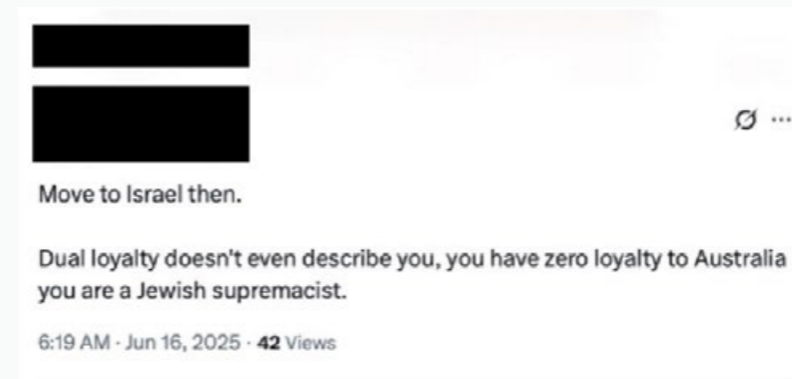 Move to Israel then.
Dual loyalty doesn't even describe you, you have zero loyalty to Australia
you are a Jewish supremacist.
6:19 AM · Jun 16, 2025 · 42 Views